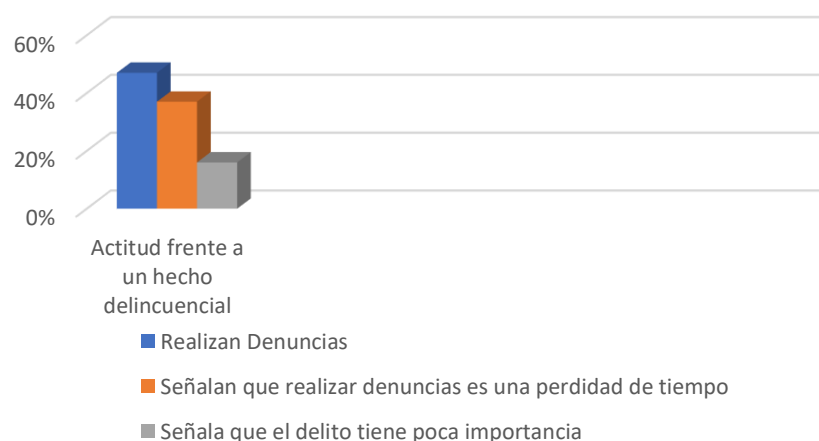 60%
40%
20%
0%
Actitud frente a
un hecho
delincuencial
Realizan Denuncias
Señalan que realizar denuncias es una perdidad de tiempo
Señala que el delito tiene poca importancia